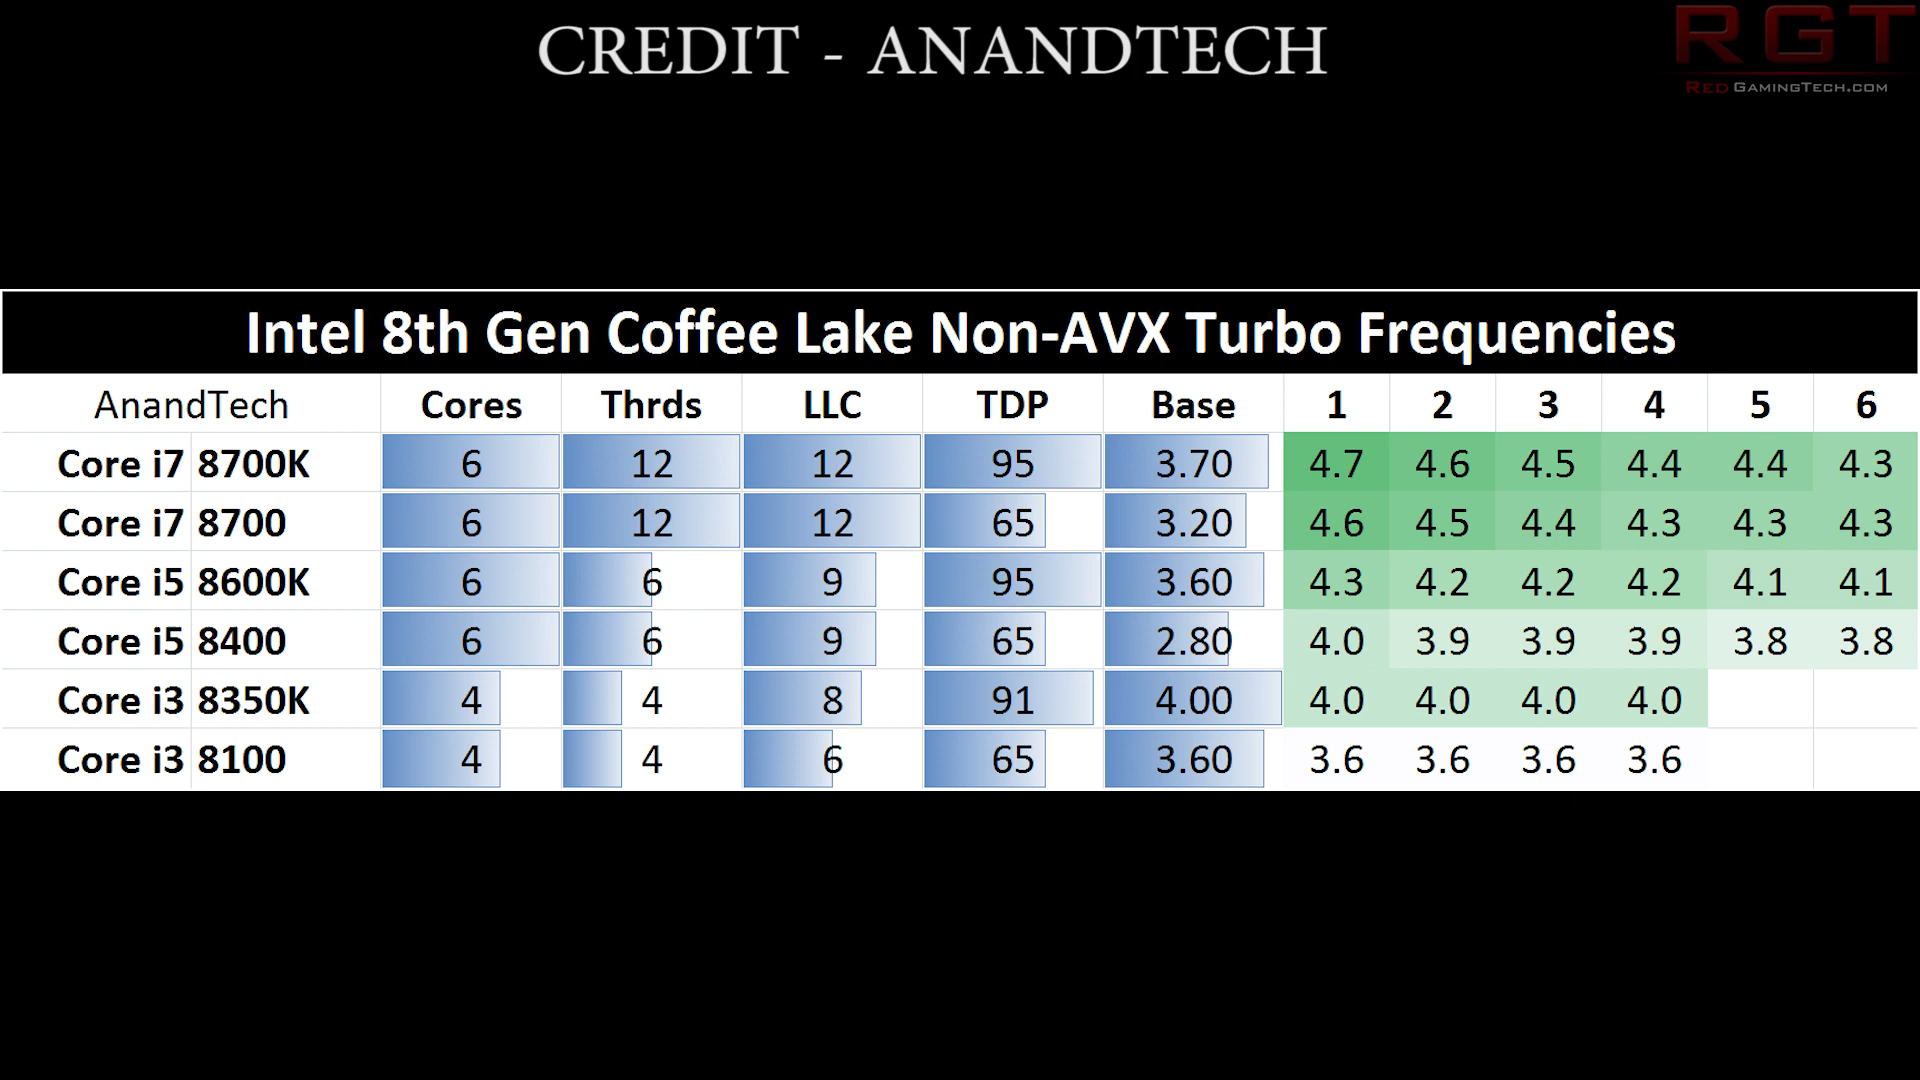 CREDIT - ANANDTECH
RGT
REDGAMINGTECH.COM
Intel 8th Gen Coffee Lake Non-AVX Turbo Frequencies
AnandTech Cores Thrds LLC TDP Base 1 2 3 4 5 6
Core i7 8700K 6 12 12 95 3.70 4.7 4.6 4.5 4.4 4.4 4.3
Core i7 8700 6 12 12 65 3.20 4.6 4.5 4.4 4.3 4.3 4.3
Core i5 8600K 6 6 9 95 3.60 4.3 4.2 4.2 4.2 4.1 4.1
Core i5 8400 6 6 9 65 2.80 4.0 3.9 3.9 3.9 3.8 3.8
Core i3 8350K 4 4 8 91 4.00 4.0 4.0 4.0 4.0
Core i3 8100 4 4 6 65 3.60 3.6 3.6 3.6 3.6